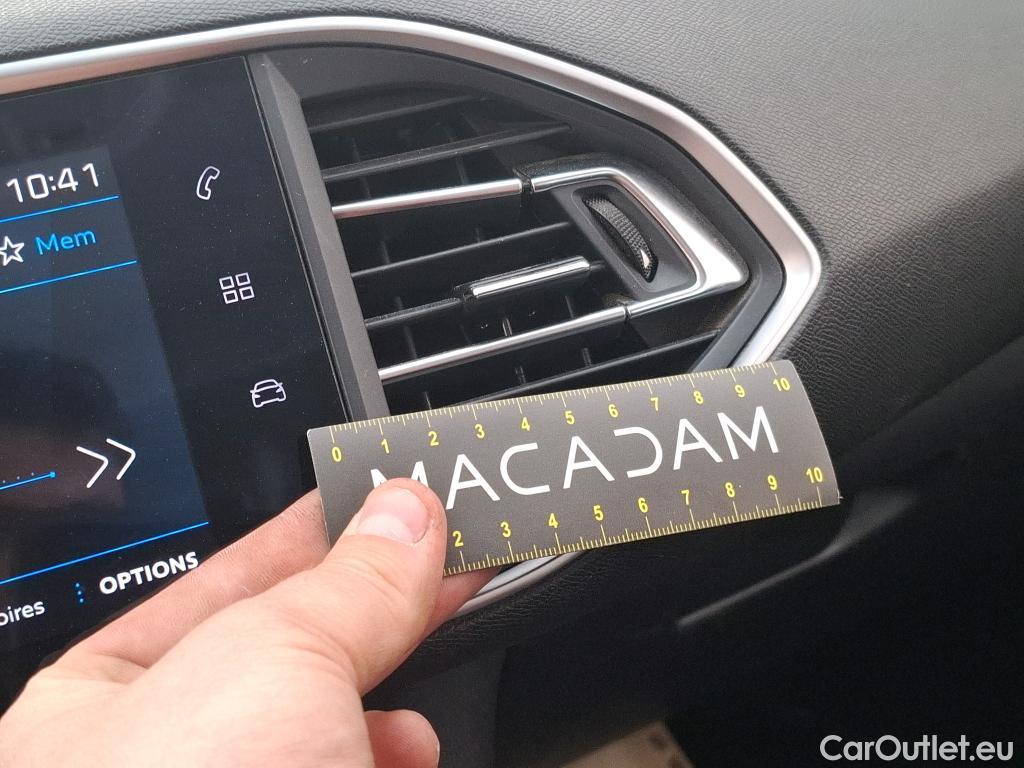 10:41
Mem
0 1 2 3 4 5 6 7 8 9 10
MACADAM
2 3 4 5 6 7 8 9 10
OPTIONS
oires
CarOutlet.eu